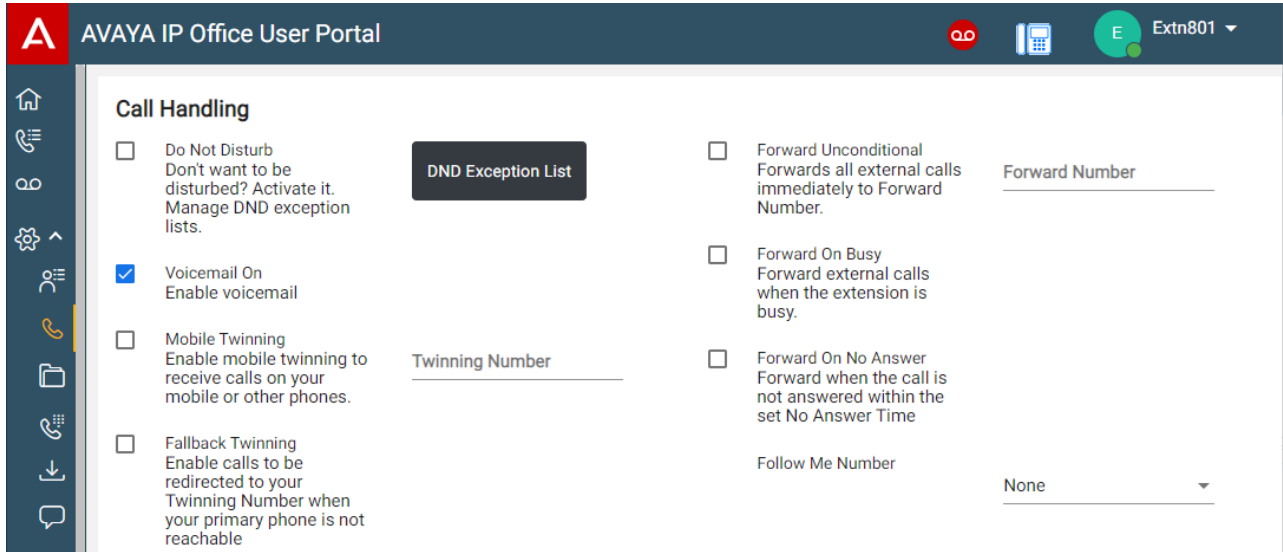 AVAYA IP Office User Portal
E
Extn801
Call Handling
Do Not Disturb
Don't want to be
disturbed? Activate it.
Manage DND exception
lists.
DND Exception List
Voicemail On
Enable voicemail
Mobile Twinning
Enable mobile twinning to
receive calls on your
mobile or other phones.
Twinning Number
Fallback Twinning
Enable calls to be
redirected to your
Twinning Number when
your primary phone is not
reachable
Forward Unconditional
Forwards all external calls
immediately to Forward
Number.
Forward Number
Forward On Busy
Forward external calls
when the extension is
busy.
Forward On No Answer
Forward when the call is
not answered within the
set No Answer Time
Follow Me Number
None